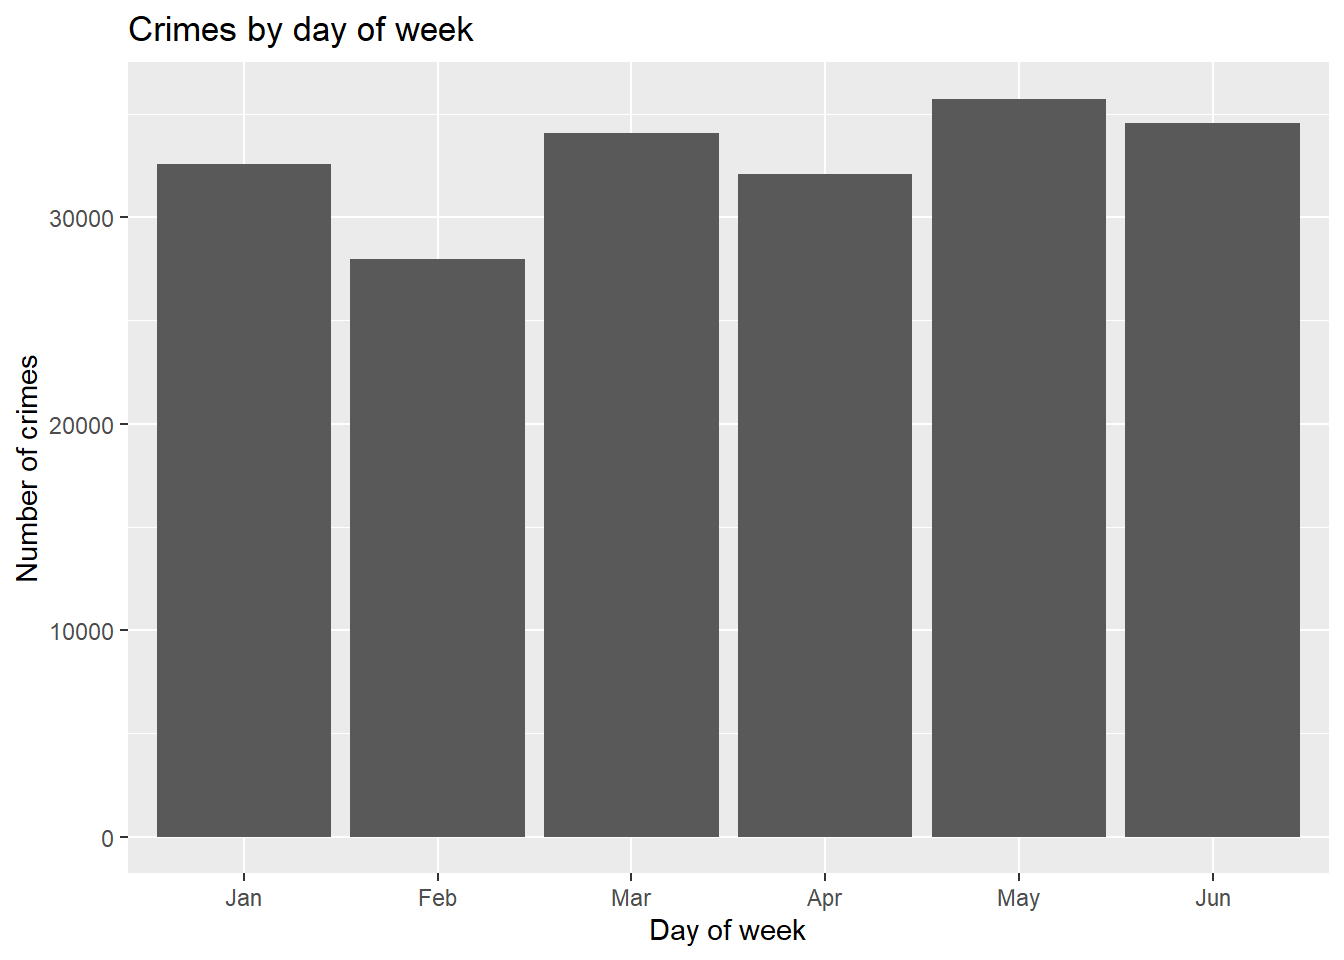 Crimes by day of week
Number of crimes
30000
20000
10000
0
Jan Feb Mar Apr May Jun
Day of week